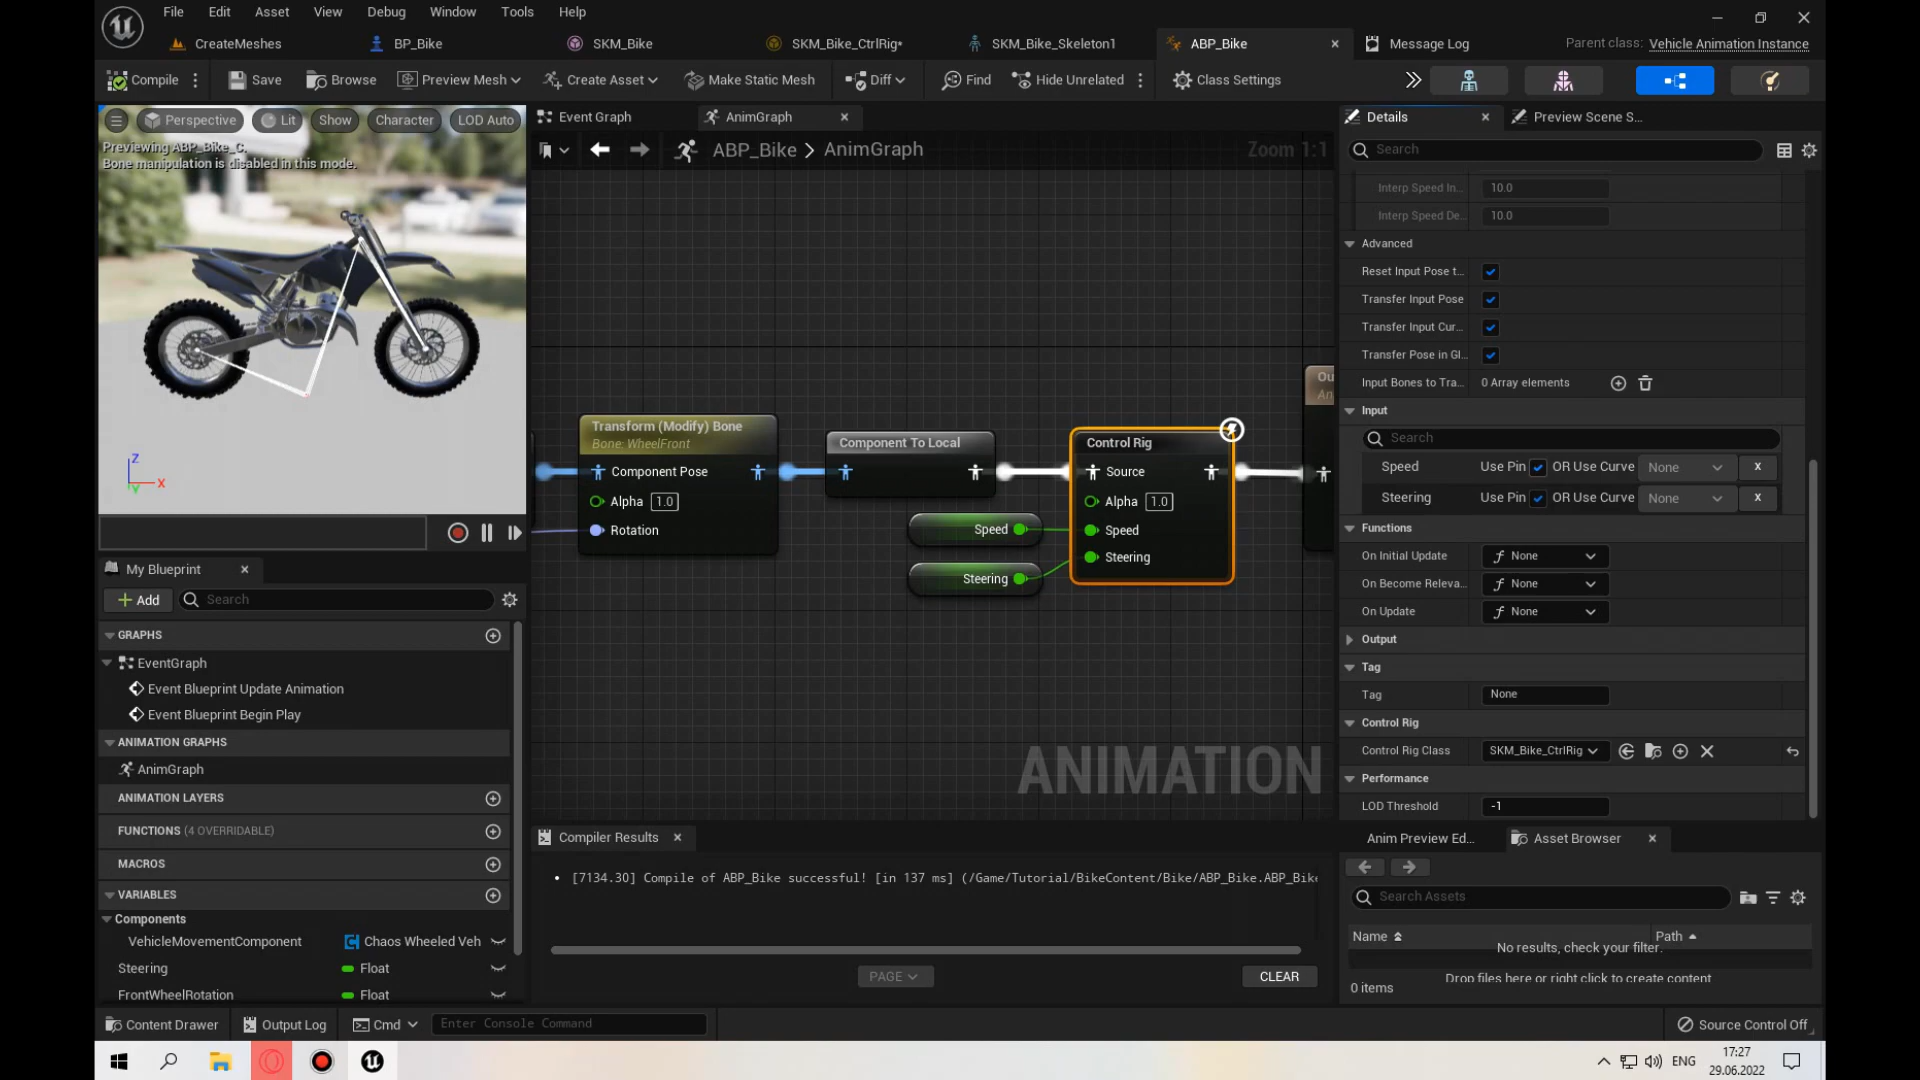 File Edit Asset View Debug Window Tools Help
CreateMeshes BP_Bike SKM_Bike SKM_Bike_CtrlRig* SKM_Bike_Skeleton1 ABP_Bike Message Log Parent class: Vehicle Animation Instance
Compile Save Browse Preview Mesh Create Asset Make Static Mesh Diff Find Hide Unrelated Class Settings
Perspective Lit Show Character LOD Auto
Previewing ABP_Bike_C.
Bone manipulation is disabled in this mode.
Z
X
Y
Event Graph AnimGraph
ABP_Bike > AnimGraph Zoom 1:1
Transform (Modify) Bone
Bone: WheelFront
Component Pose
Alpha 1.0
Rotation
Component To Local
Speed
Steering
Control Rig
Source
Alpha 1.0
Speed
Steering
Ou
An
ANIMATION
My Blueprint
Add Search
GRAPHS
EventGraph
Event Blueprint Update Animation
Event Blueprint Begin Play
ANIMATION GRAPHS
AnimGraph
ANIMATION LAYERS
FUNCTIONS (4 OVERRIDABLE)
MACROS
VARIABLES
Components
VehicleMovementComponent Chaos Wheeled Veh
Steering Float
FrontWheelRotation Float
Compiler Results
[7134.30] Compile of ABP_Bike successful! [in 137 ms] (/Game/Tutorial/BikeContent/Bike/ABP_Bike.ABP_Bike
PAGE CLEAR
Details Preview Scene S...
Search
Interp Speed In... 10.0
Interp Speed De... 10.0
Advanced
Reset Input Pose t...
Transfer Input Pose
Transfer Input Cur...
Transfer Pose in Gl...
Input Bones to Tra... 0 Array elements
Input
Search
Speed Use Pin OR Use Curve None X
Steering Use Pin OR Use Curve None X
Functions
On Initial Update None
On Become Releva... None
On Update None
Output
Tag
Tag None
Control Rig
Control Rig Class SKM_Bike_CtrlRig
Performance
LOD Threshold -1
Anim Preview Ed... Asset Browser
Search Assets
Name Path
No results, check your filter.
Drop files here or right click to create content
0 items
Content Drawer Output Log Cmd Enter Console Command Source Control Off
ENG 17:27
29.06.2022